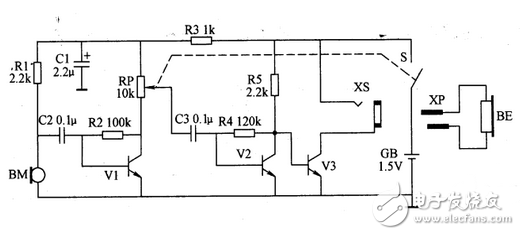 R3 1k
R1
2.2k
C1
2.2μ
+
RP
10k
R5
2.2k
S
XS
XP
BE
C2 0.1μ
R2 100k
C3 0.1μ
R4 120k
V1
V2
V3
BM
GB
1.5V
电子发烧友
www.elecfans.com